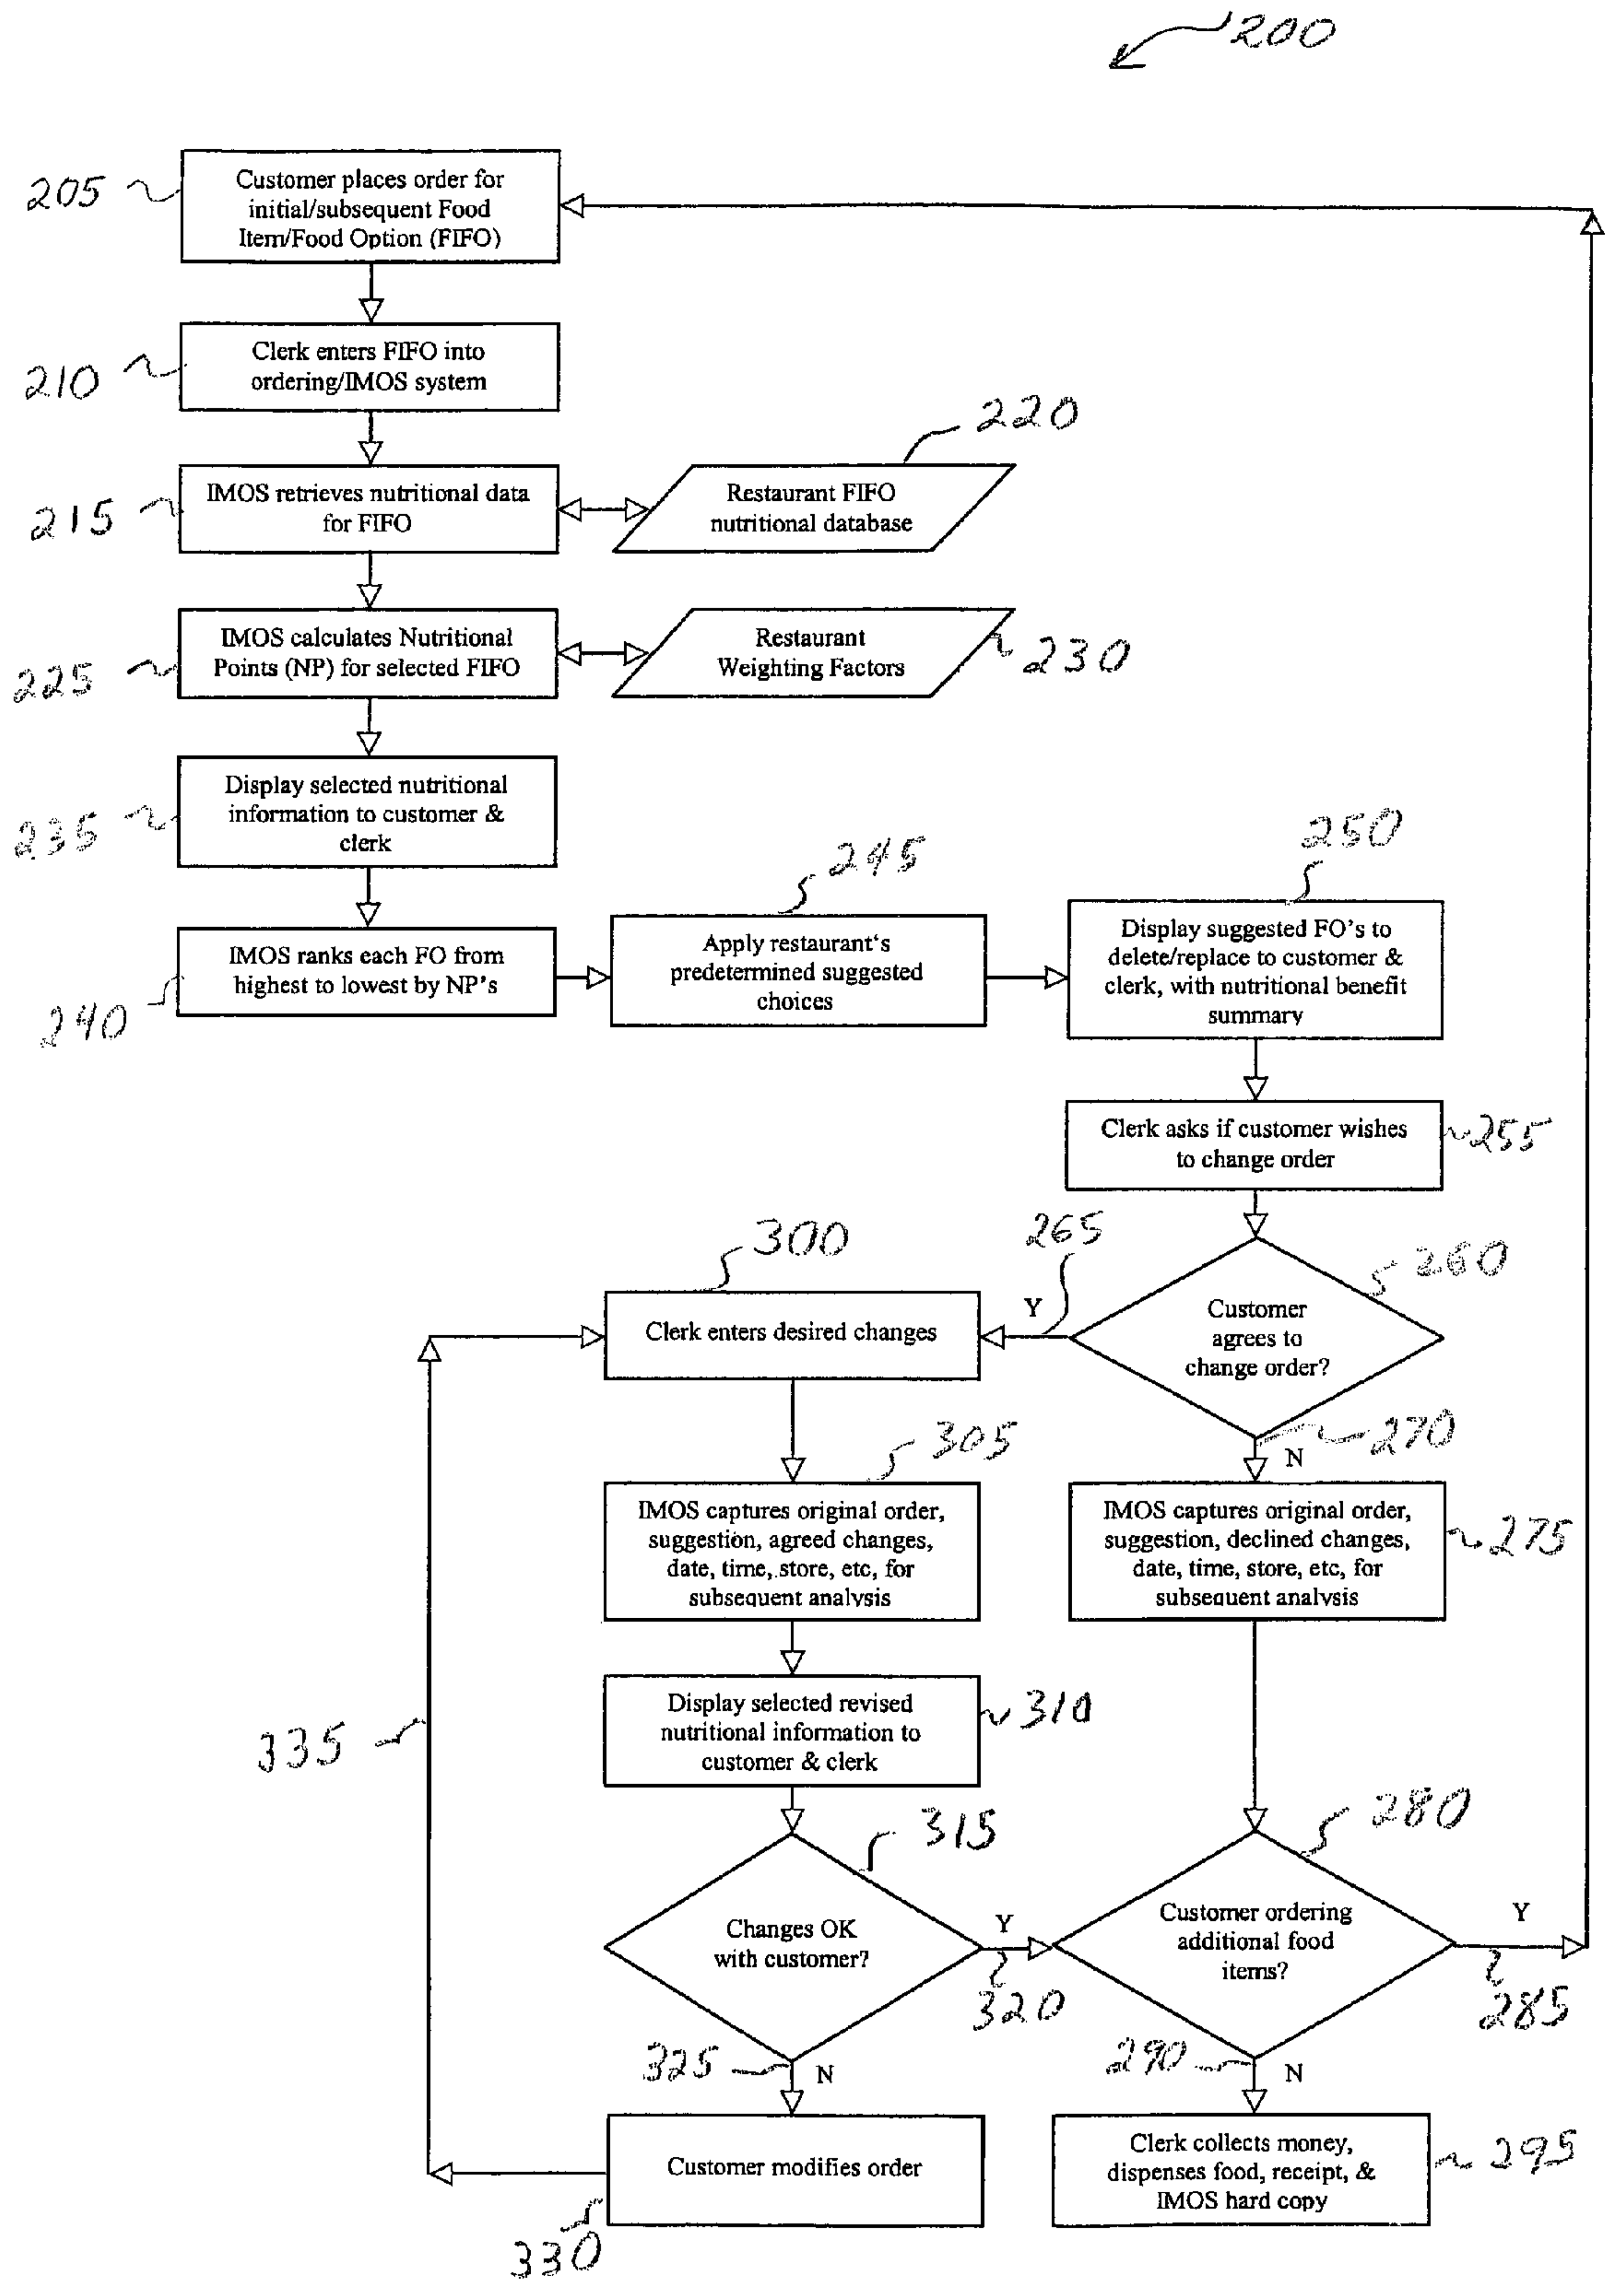 200
205
Customer places order for
initial/subsequent Food
Item/Food Option (FIFO)
210
Clerk enters FIFO into
ordering/IMOS system
220
215
IMOS retrieves nutritional data
for FIFO
Restaurant FIFO
nutritional database
225
IMOS calculates Nutritional
Points (NP) for selected FIFO
Restaurant
Weighting Factors
230
235
Display selected nutritional
information to customer &
clerk
240
IMOS ranks each FO from
highest to lowest by NP's
245
Apply restaurant's
predetermined suggested
choices
250
Display suggested FO's to
delete/replace to customer &
clerk, with nutritional benefit
summary
Clerk asks if customer wishes
to change order
255
260
Customer
agrees to
change order?
265
Y
300
Clerk enters desired changes
270
N
305
IMOS captures original order,
suggestion, agreed changes,
date, time, store, etc, for
subsequent analysis
IMOS captures original order,
suggestion, declined changes,
date, time, store, etc, for
subsequent analysis
275
Display selected revised
nutritional information to
customer & clerk
310
335
315
Changes OK
with customer?
Y
320
280
Customer ordering
additional food
items?
Y
285
325
N
290
N
Customer modifies order
330
Clerk collects money,
dispenses food, receipt, &
IMOS hard copy
295